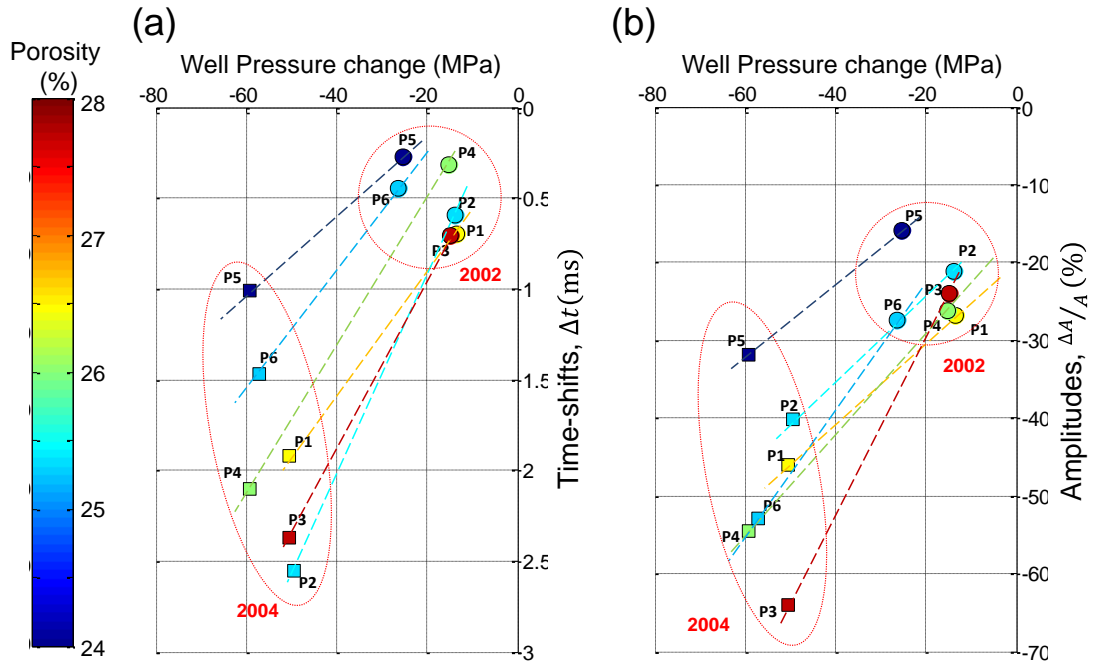 (a)
(b)
Porosity
(%)
Well Pressure change (MPa)
Well Pressure change (MPa)
-80
-60
-40
-20
0
-80
-60
-40
-20
0
28
27
26
25
24
0
0.5
1
1.5
2
2.5
3
Time-shifts, Δt(ms)
P5
P4
P6
P2
P1
P3
2002
P5
P6
P1
P4
P3
P2
2004
0
-10
-20
-30
-40
-50
-60
-70
Amplitudes, ΔA/A (%)
P5
P2
P3
P6
P4
P1
2002
P5
P2
P1
P6
P4
P3
2004